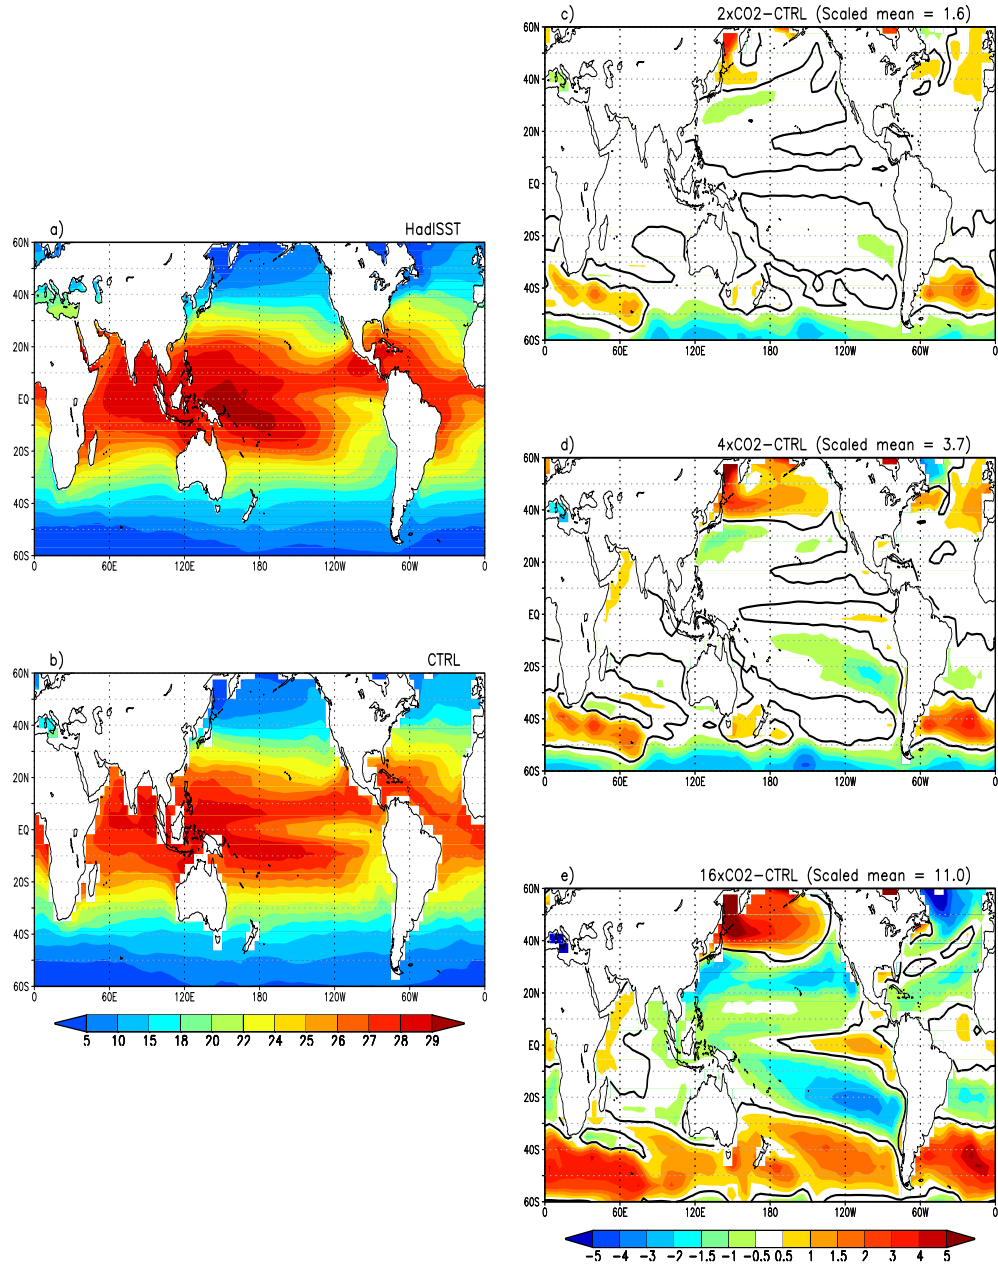 a)
HadISST
60N
40N
20N
EQ
20S
40S
60S
0
60E
120E
180
120W
60W
0
b)
CTRL
60N
40N
20N
EQ
20S
40S
60S
0
60E
120E
180
120W
60W
0
5
10
15
18
20
22
24
25
26
27
28
29
c)
2xCO2-CTRL (Scaled mean = 1.6)
60N
40N
20N
EQ
20S
40S
60S
0
60E
120E
180
120W
60W
0
d)
4xCO2-CTRL (Scaled mean = 3.7)
60N
40N
20N
EQ
20S
40S
60S
0
60E
120E
180
120W
60W
0
e)
16xCO2-CTRL (Scaled mean = 11.0)
60N
40N
20N
EQ
20S
40S
60S
0
60E
120E
180
120W
60W
0
-5
-4
-3
-2
-1.5
-1
-0.5
0.5
1
1.5
2
3
4
5